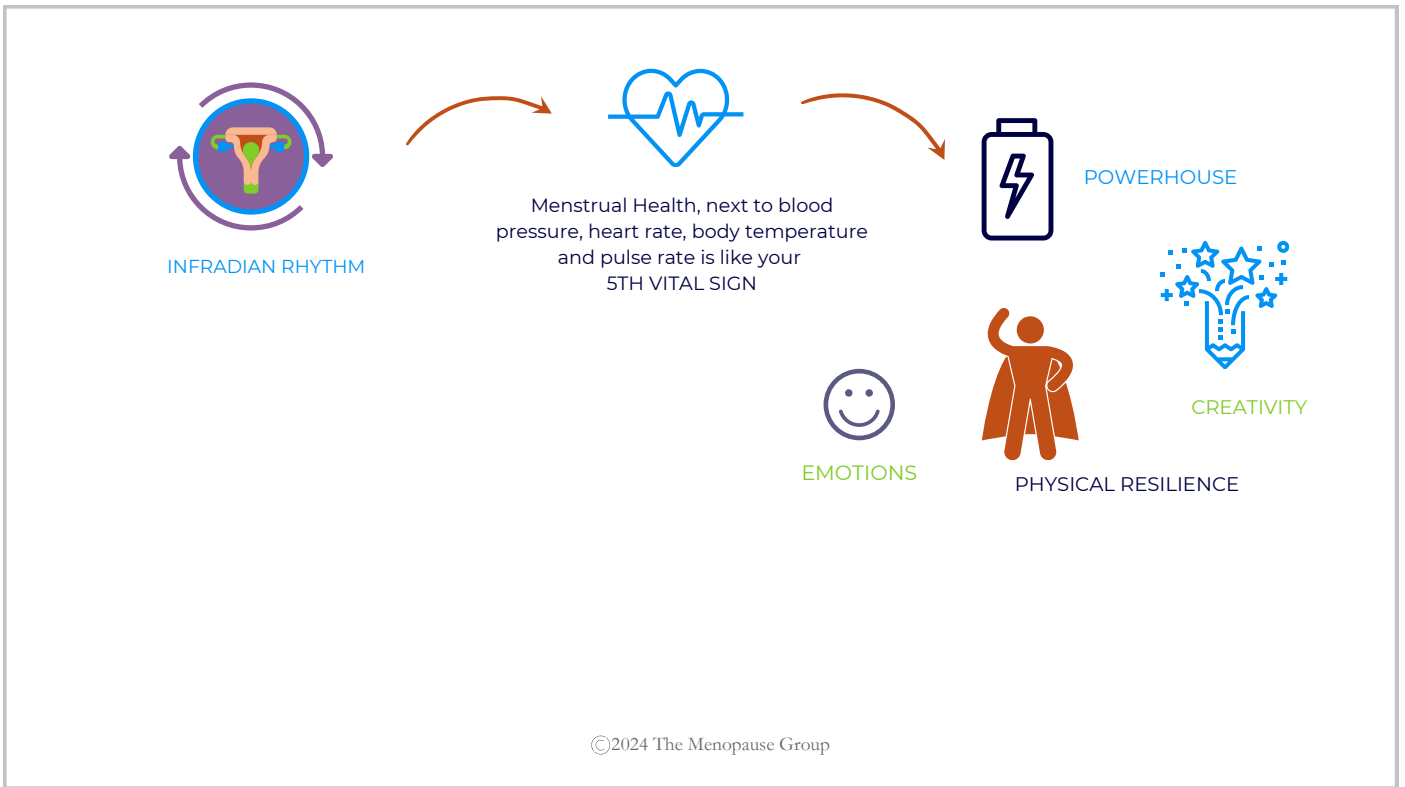 INFRADIAN RHYTHM
Menstrual Health, next to blood
pressure, heart rate, body temperature
and pulse rate is like your
5TH VITAL SIGN
POWERHOUSE
CREATIVITY
EMOTIONS
PHYSICAL RESILIENCE
©2024 The Menopause Group